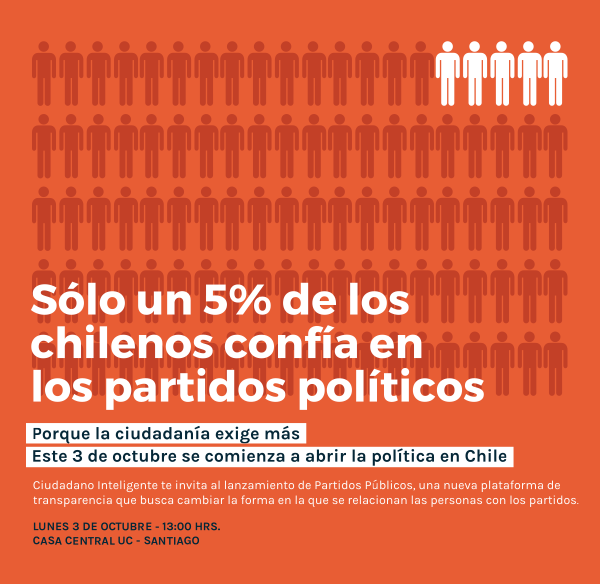 Sólo un 5% de los
chilenos confía en
los partidos políticos
Porque la ciudadanía exige más
Este 3 de octubre se comienza a abrir la política en Chile
Ciudadano Inteligente te invita al lanzamiento de Partidos Públicos, una nueva plataforma de
transparencia que busca cambiar la forma en la que se relacionan las personas con los partidos.
LUNES 3 DE OCTUBRE - 13:00 HRS.
CASA CENTRAL UC - SANTIAGO